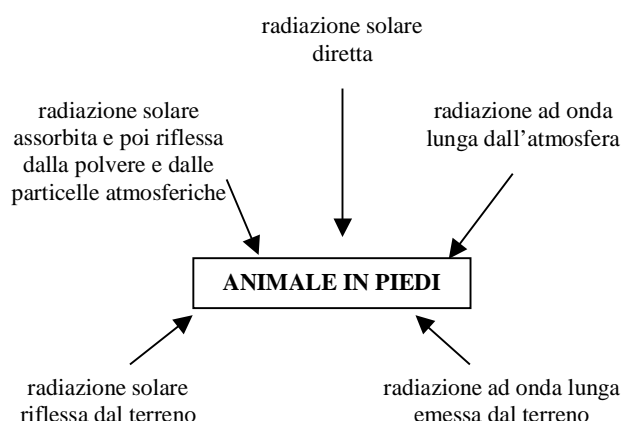 radiazione solare
diretta
radiazione solare
assorbita e poi riflessa
dalla polvere e dalle
particelle atmosferiche
radiazione ad onda
lunga dall'atmosfera
ANIMALE IN PIEDI
radiazione solare
riflessa dal terreno
radiazione ad onda lunga
emessa dal terreno